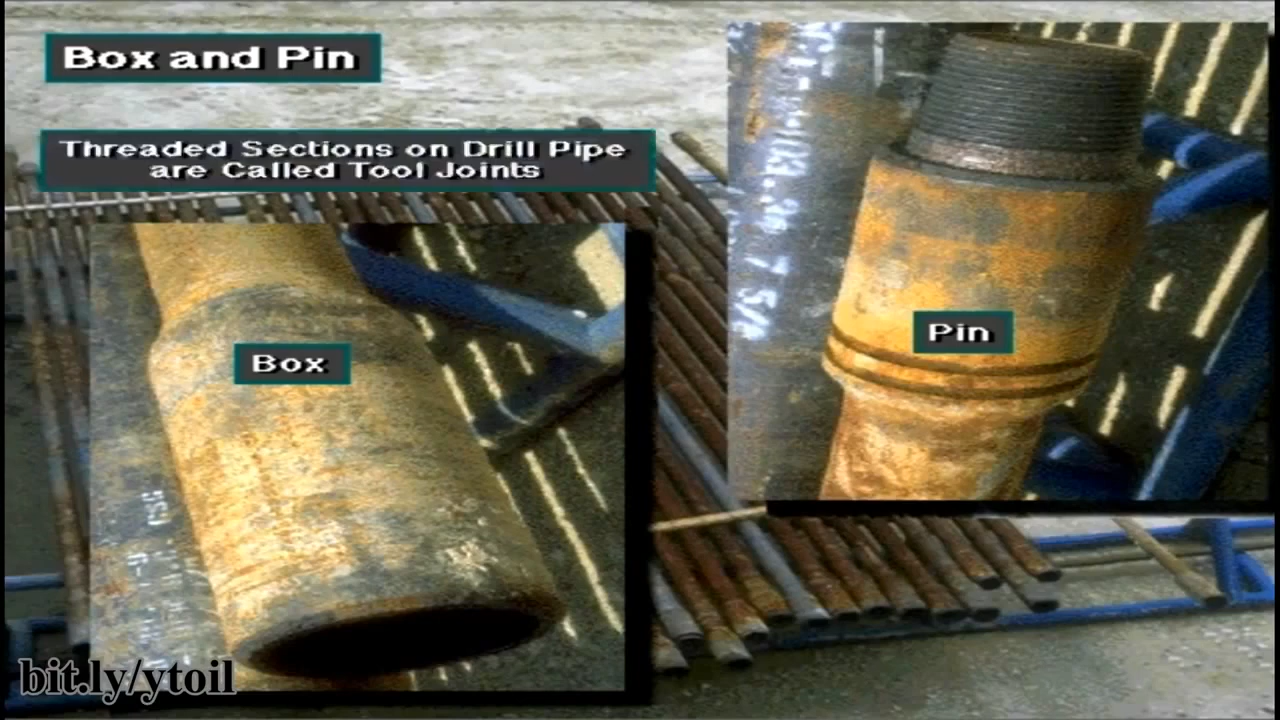 Box and Pin
Threaded Sections on Drill Pipe
are Called Tool Joints
Box
Pin
bit.ly/ytoil